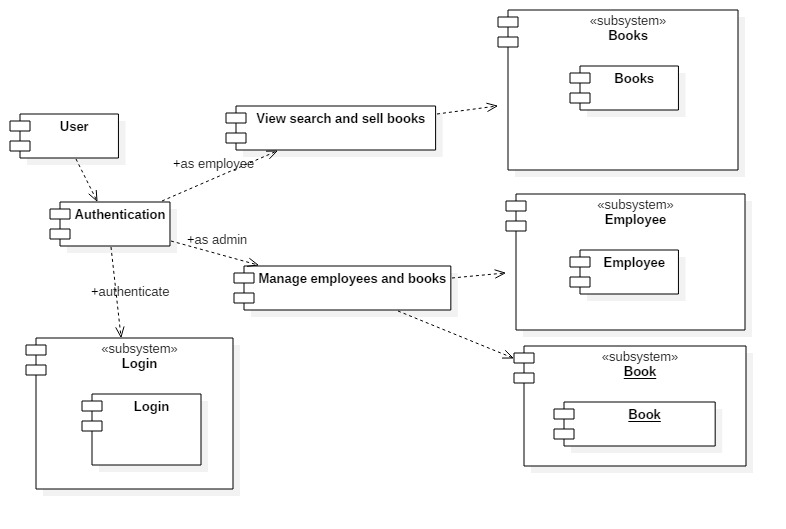 «subsystem»
Books
Books
View search and sell books
User
+as employee
Authentication
+as admin
«subsystem»
Employee
Employee
Manage employees and books
+authenticate
«subsystem»
Login
Login
«subsystem»
Book
Book